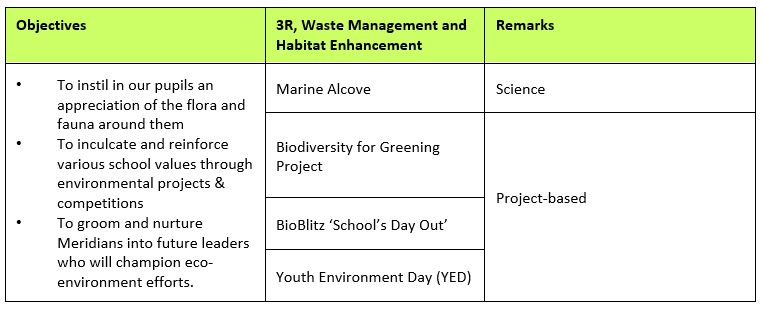 Objectives
3R, Waste Management and
Habitat Enhancement
Remarks
• To instil in our pupils an
appreciation of the flora and
fauna around them
• To inculcate and reinforce
various school values through
environmental projects &
competitions
• To groom and nurture
Meridians into future leaders
who will champion eco-
environment efforts.
Marine Alcove
Science
Biodiversity for Greening
Project
Project-based
BioBlitz ‘School’s Day Out’
Youth Environment Day (YED)